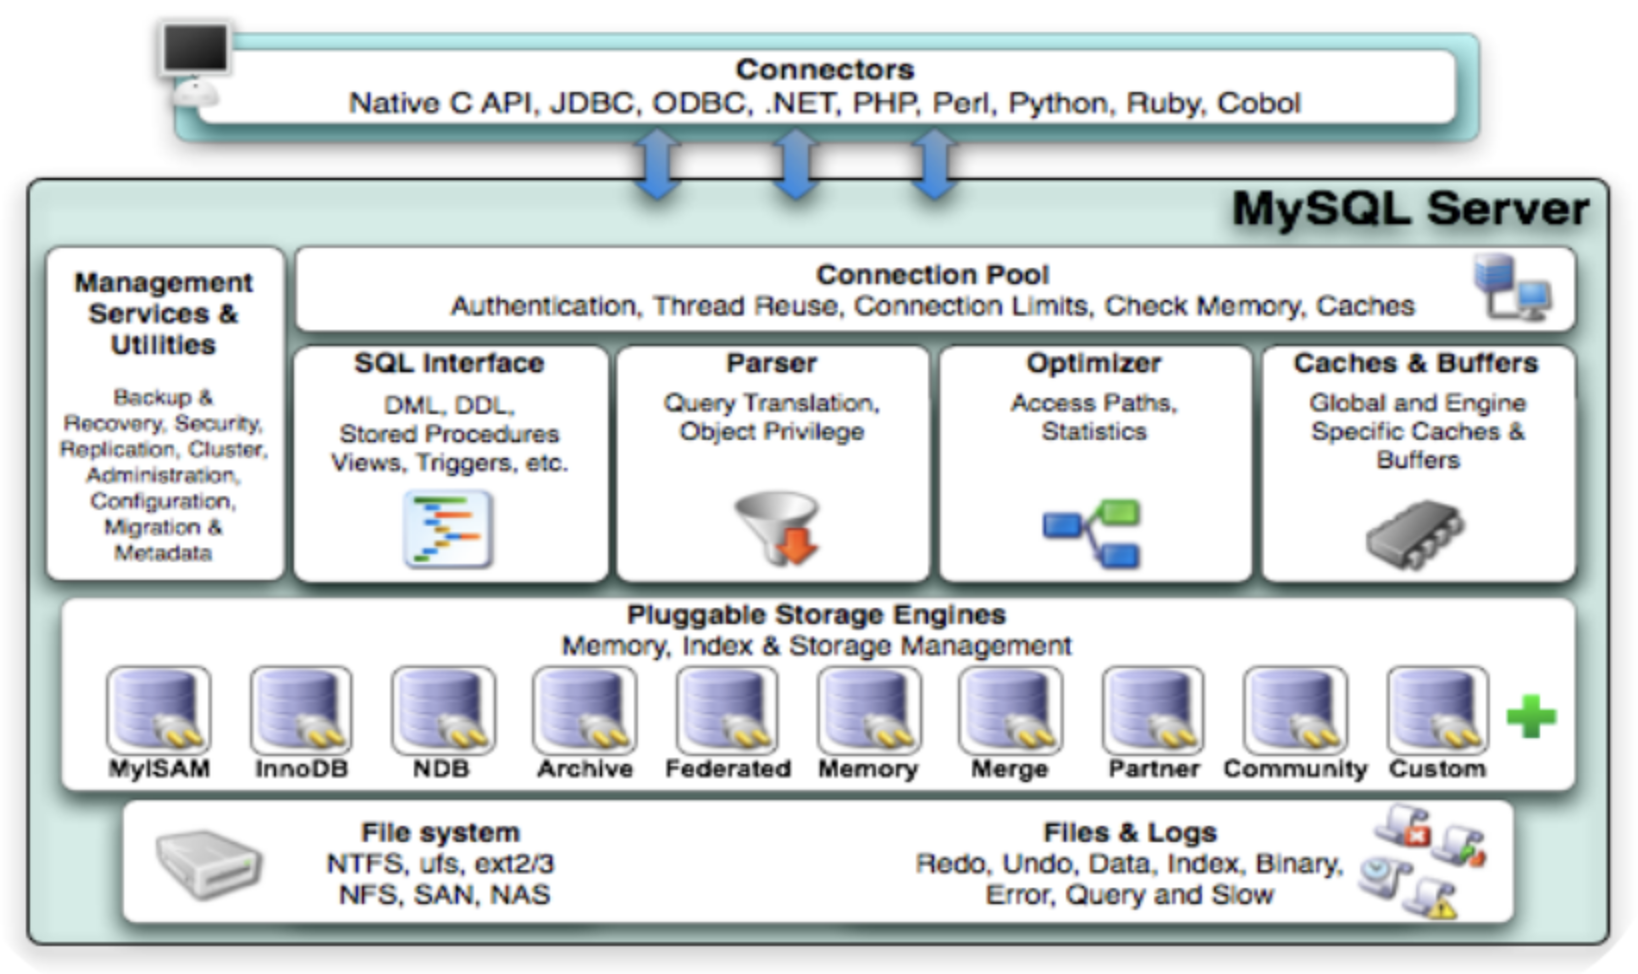 Connectors
Native C API, JDBC, ODBC, .NET, PHP, Perl, Python, Ruby, Cobol
MySQL Server
Management
Services &
Utilities
Backup &
Recovery, Security,
Replication, Cluster,
Administration,
Configuration,
Migration &
Metadata
Connection Pool
Authentication, Thread Reuse, Connection Limits, Check Memory, Caches
SQL Interface
DML, DDL,
Stored Procedures
Views, Triggers, etc.
Parser
Query Translation,
Object Privilege
Optimizer
Access Paths,
Statistics
Caches & Buffers
Global and Engine
Specific Caches &
Buffers
Pluggable Storage Engines
Memory, Index & Storage Management
MyISAM
InnoDB
NDB
Archive
Federated
Memory
Merge
Partner
Community
Custom
File system
NTFS, ufs, ext2/3
NFS, SAN, NAS
Files & Logs
Redo, Undo, Data, Index, Binary,
Error, Query and Slow